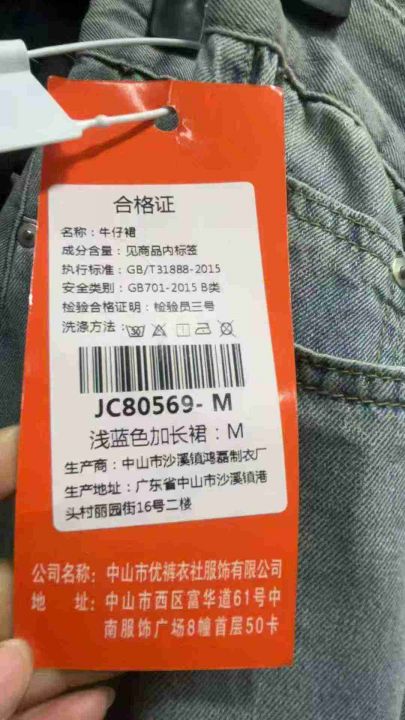 合格证
名称：牛仔裙
成分含量：见商品内标签
执行标准：GB/T31888-2015
安全类别：GB701-2015 B类
检验合格证明：检验员三号
洗涤方法：
JC80569- M
浅蓝色加长裙：M
生产商：中山市沙溪镇鸿磊制衣厂
生产地址：广东省中山市沙溪镇港
头村丽园街16号二楼
公司名称：中山市优裤衣社服饰有限公司
地 址：中山市西区富华道61号中
南服饰广场8幢首层50卡